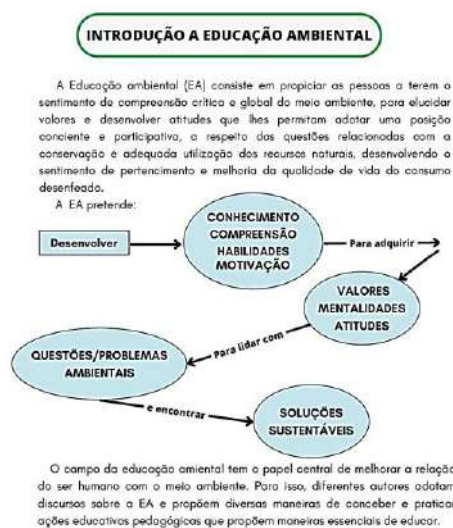 INTRODUÇÃO A EDUCAÇÃO AMBIENTAL
A Educação ambiental (EA) consiste em propiciar as pessoas a terem o
sentimento de compreensão crítica e global do meio ambiente, para elucidar
valores e desenvolver atitudes que lhes permitam adotar uma posição
conciente e participativa, a respeito das questões relacionadas com a
conservação e adequada utilização dos recursos naturais, desenvolvendo o
sentimento de pertencimento e melhoria da qualidade de vida do consumo
desenfeado.
A EA pretende:
Desenvolver
CONHECIMENTO
COMPREENSÃO
HABILIDADES
MOTIVAÇÃO
Para adquirir
VALORES
MENTALIDADES
ATITUDES
Para lidar com
QUESTÕES/PROBLEMAS
AMBIENTAIS
e encontrar
SOLUÇÕES
SUSTENTÁVEIS
O campo da educação amiental tem o papel central de melhorar a relação
do ser humano com o meio ambiente. Para isso, diferentes autores adotam
discursos sobre a EA e propõem diversas maneiras de conceber e praticar
ações educativas pedagógicas que propõem maneiras essenciais de educar.